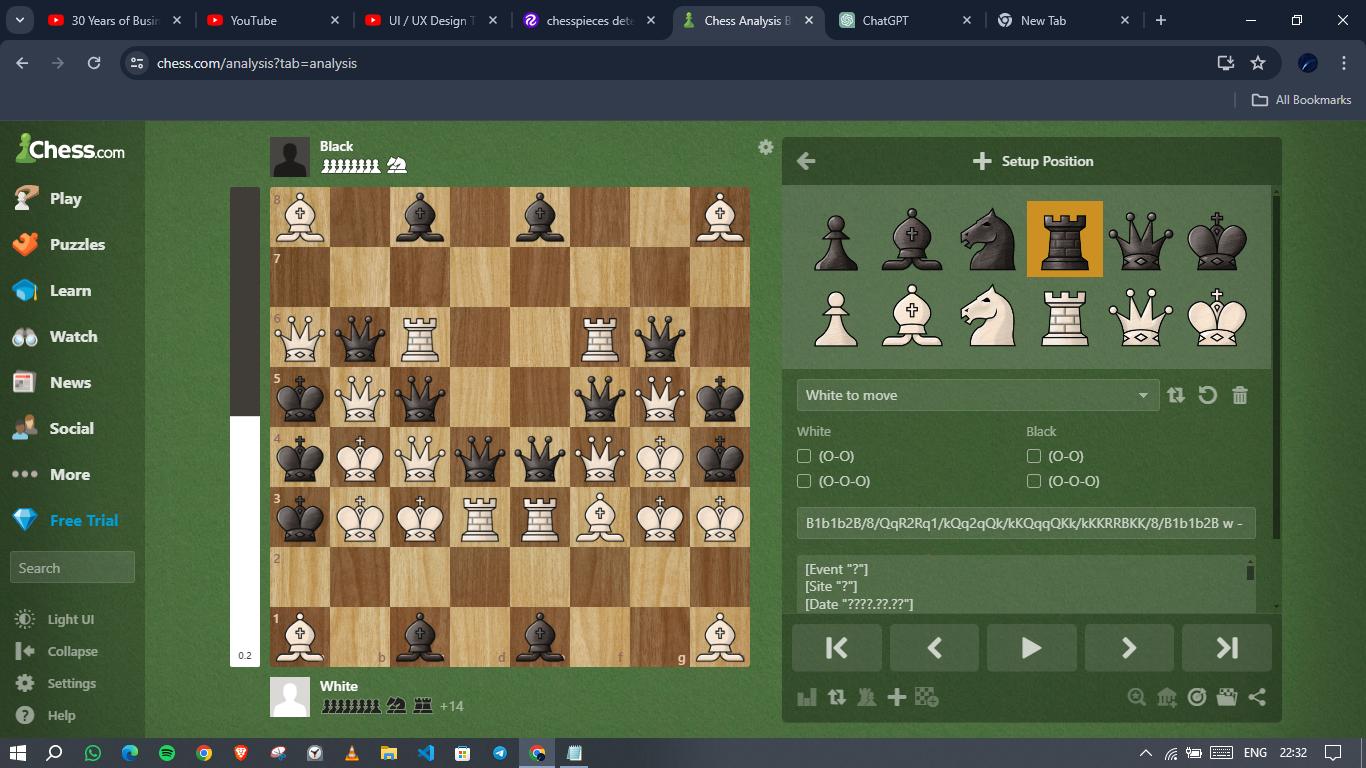 30 Years of Busin
YouTube
UI / UX Design T
chesspieces dete
Chess Analysis B
ChatGPT
New Tab
chess.com/analysis?tab=analysis
All Bookmarks
Chess.com
Play
Puzzles
Learn
Watch
News
Social
More
Free Trial
Search
Light UI
Collapse
Settings
Help
Black
8
7
6
5
4
3
2
1
b
d
f
g
0.2
White
+14
Setup Position
White to move
White
Black
(O-O)
(O-O)
(O-O-O)
(O-O-O)
B1b1b2B/8/QqR2Rq1/kQq2qQk/kKQqqQKk/kKKRRBKK/8/B1b1b2B w -
[Event "?"]
[Site "?"]
[Date "????.??.??"]
ENG
22:32